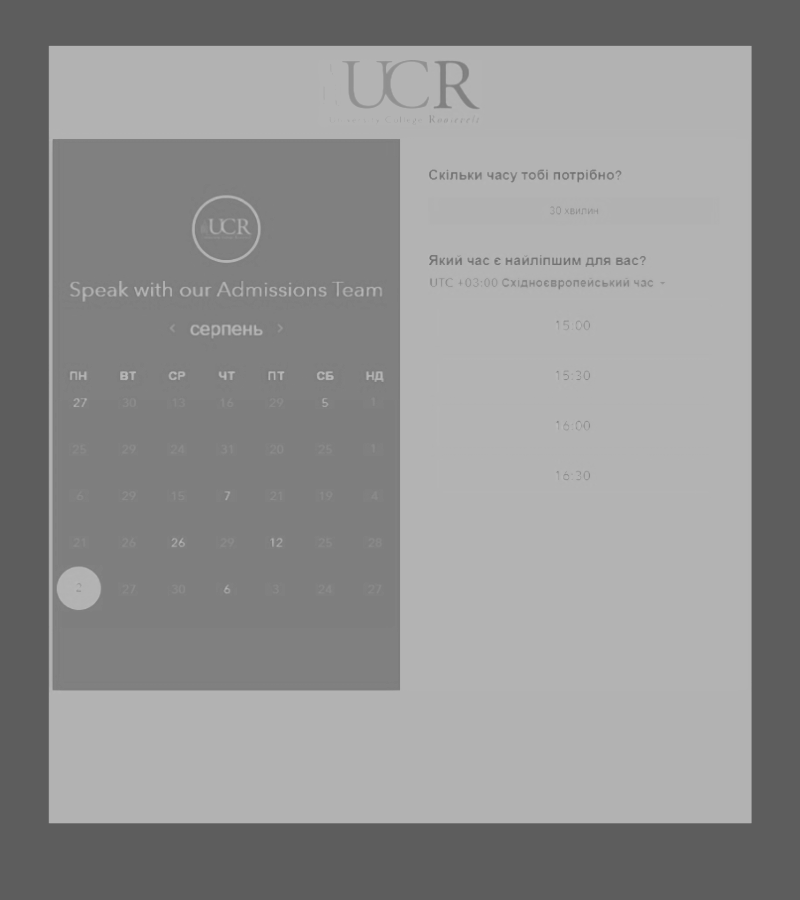 UCR
Roosevelt
UCR
Speak with our Admissions Team
серпень
ПН ВТ СР ЧТ ПТ СБ НД
27 30 13 16 29 5 1
25 29 24 31 20 25 1
6 29 15 7 21 19 4
21 26 26 29 12 25 28
2 27 30 6 3 24 27
Скільки часу тобі потрібно?
30 хвилин
Який час є найліпшим для вас?
UTC +03:00 Східноєвропейський час
15:00
15:30
16:00
16:30